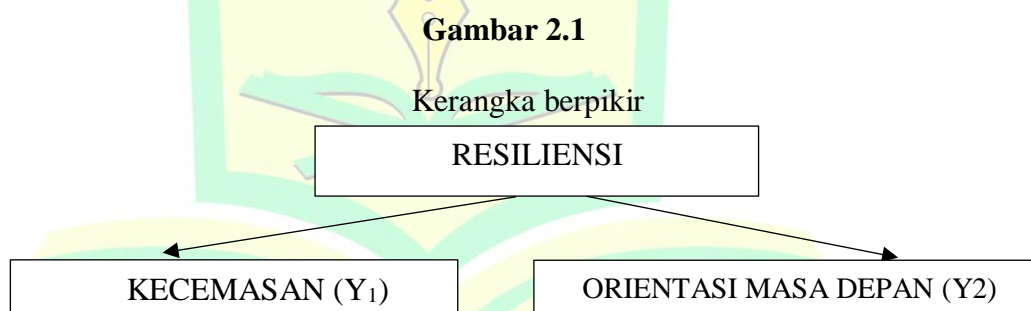 Gambar 2.1
Kerangka berpikir
RESILIENSI
KECEMASAN (Y₁)
ORIENTASI MASA DEPAN (Y2)